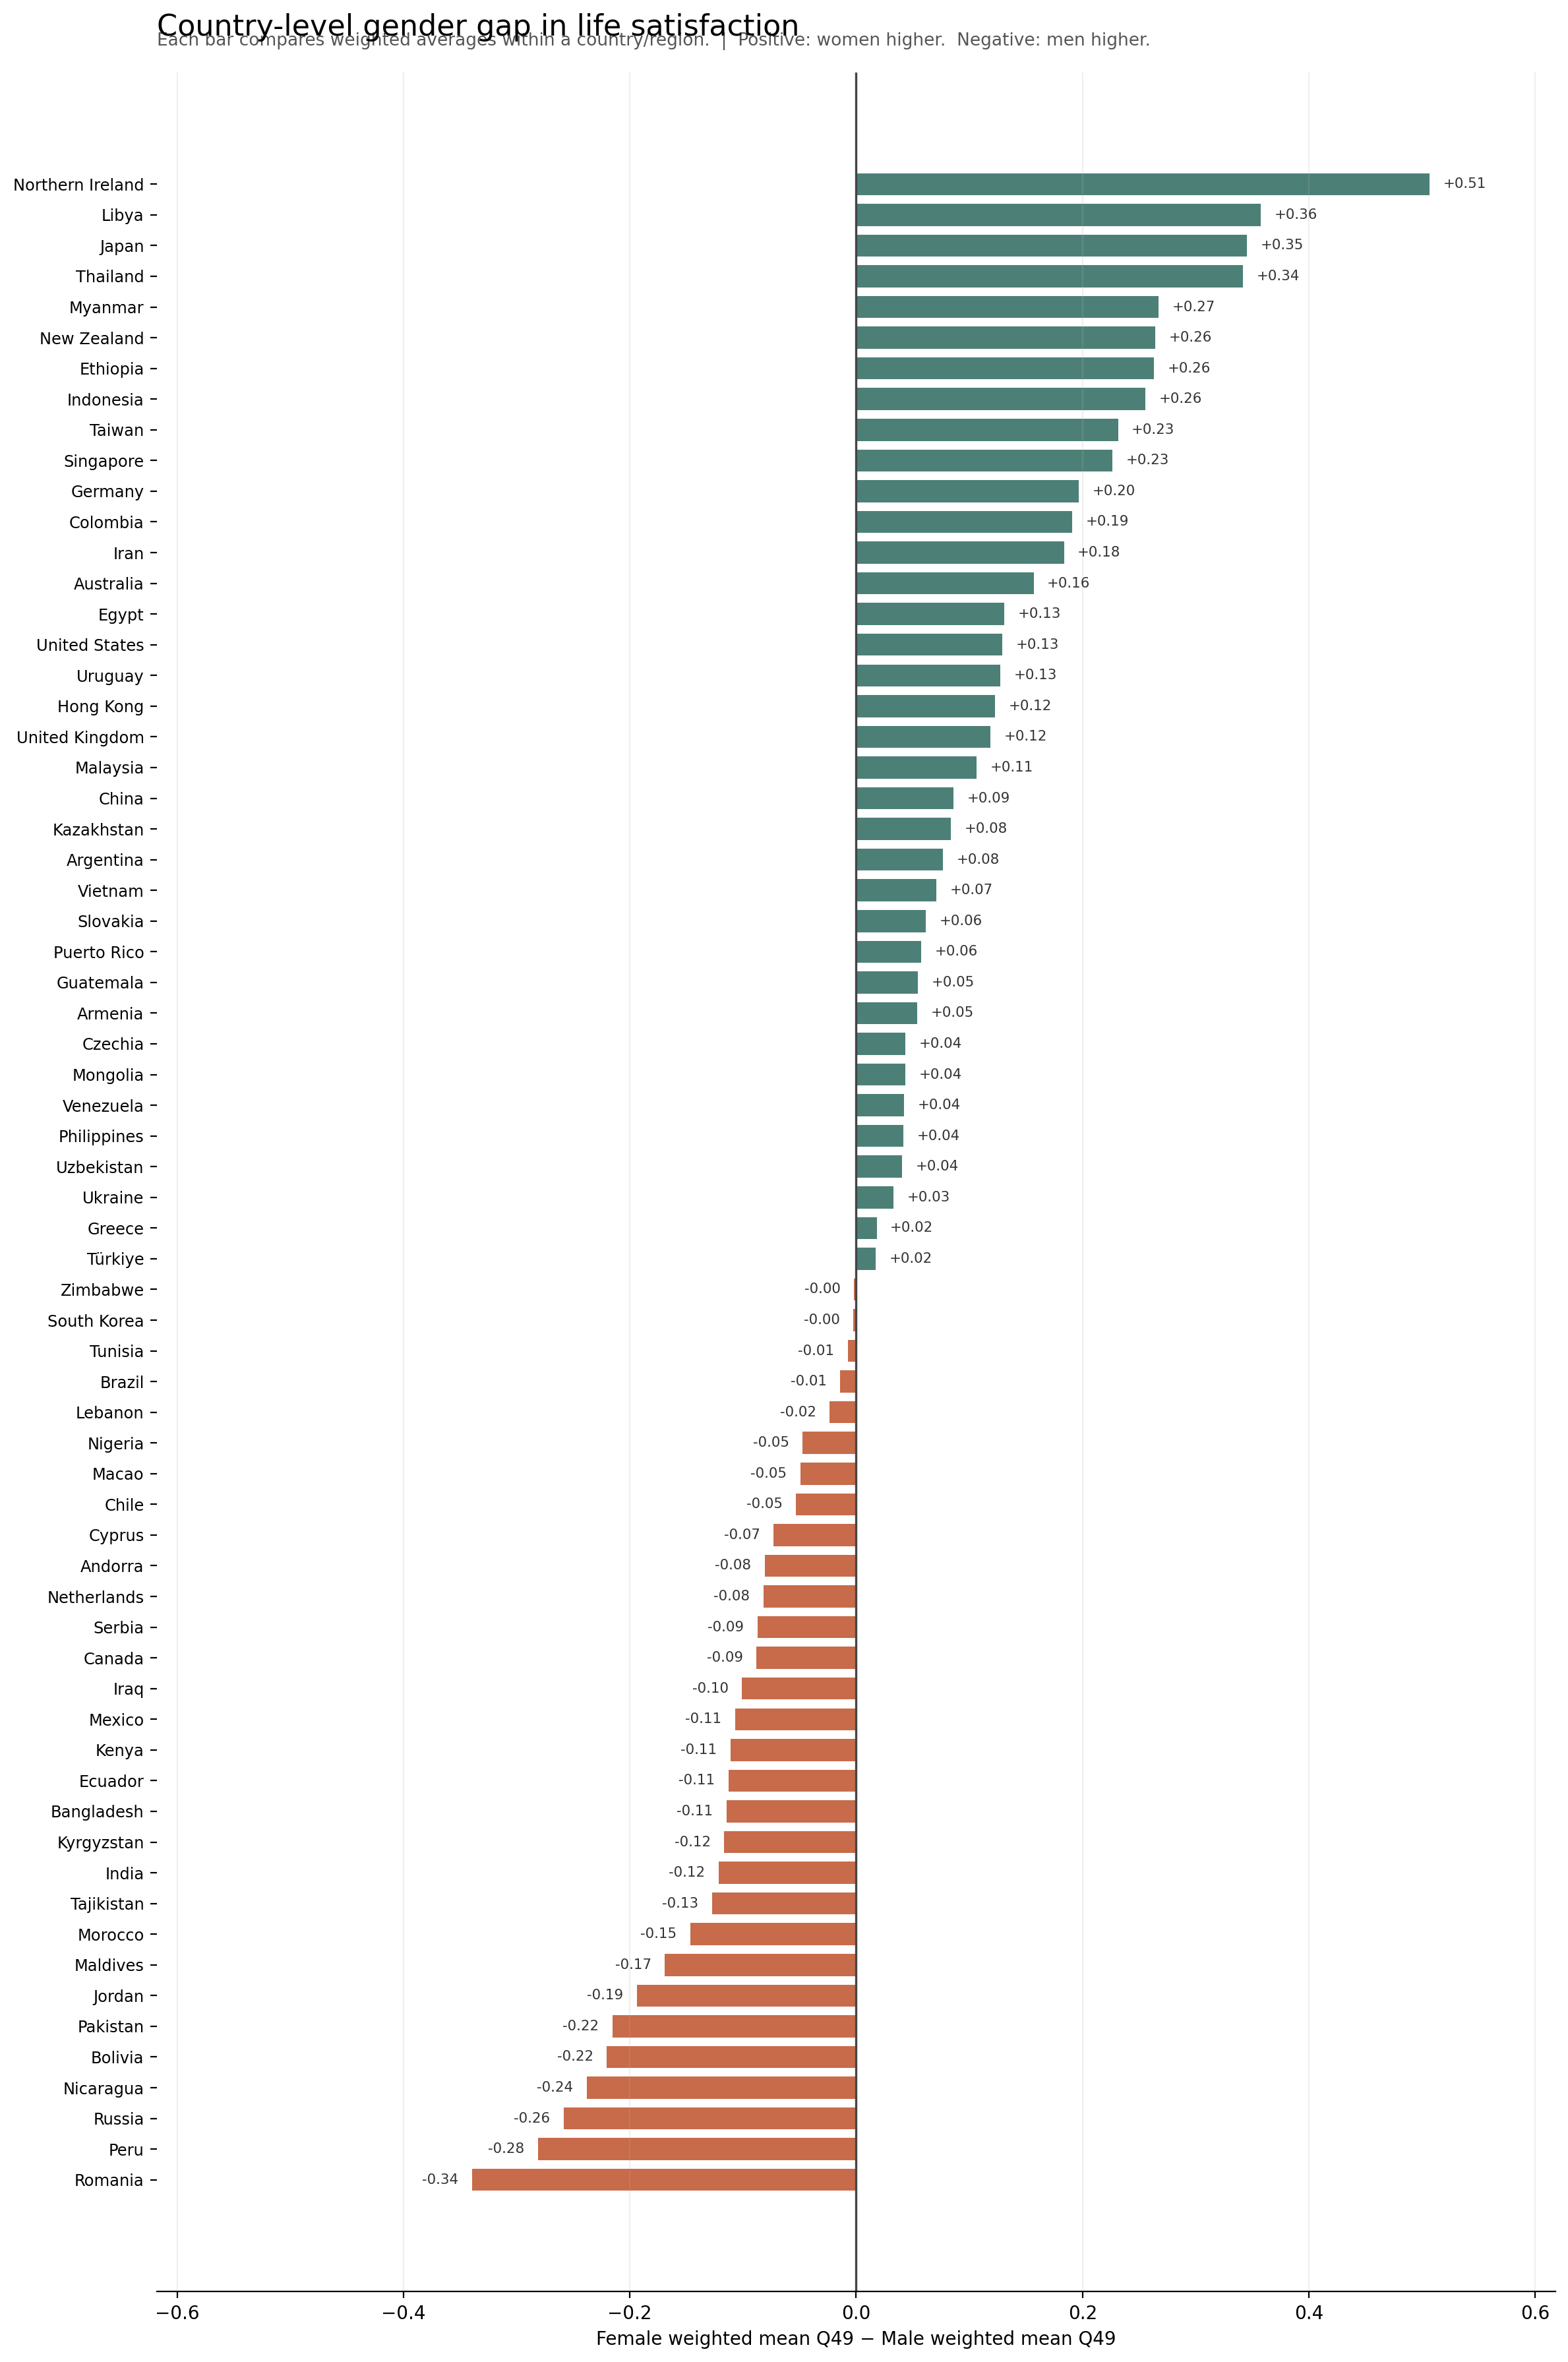 Country-level gender gap in life satisfaction
Each bar compares weighted averages within a country/region.  |  Positive: women higher.  Negative: men higher.
Northern Ireland +0.51
Libya +0.36
Japan +0.35
Thailand +0.34
Myanmar +0.27
New Zealand +0.26
Ethiopia +0.26
Indonesia +0.26
Taiwan +0.23
Singapore +0.23
Germany +0.20
Colombia +0.19
Iran +0.18
Australia +0.16
Egypt +0.13
United States +0.13
Uruguay +0.13
Hong Kong +0.12
United Kingdom +0.12
Malaysia +0.11
China +0.09
Kazakhstan +0.08
Argentina +0.08
Vietnam +0.07
Slovakia +0.06
Puerto Rico +0.06
Guatemala +0.05
Armenia +0.05
Czechia +0.04
Mongolia +0.04
Venezuela +0.04
Philippines +0.04
Uzbekistan +0.04
Ukraine +0.03
Greece +0.02
Türkiye +0.02
Zimbabwe -0.00
South Korea -0.00
Tunisia -0.01
Brazil -0.01
Lebanon -0.02
Nigeria -0.05
Macao -0.05
Chile -0.05
Cyprus -0.07
Andorra -0.08
Netherlands -0.08
Serbia -0.09
Canada -0.09
Iraq -0.10
Mexico -0.11
Kenya -0.11
Ecuador -0.11
Bangladesh -0.11
Kyrgyzstan -0.12
India -0.12
Tajikistan -0.13
Morocco -0.15
Maldives -0.17
Jordan -0.19
Pakistan -0.22
Bolivia -0.22
Nicaragua -0.24
Russia -0.26
Peru -0.28
Romania -0.34
−0.6 −0.4 −0.2 0.0 0.2 0.4 0.6
Female weighted mean Q49 − Male weighted mean Q49